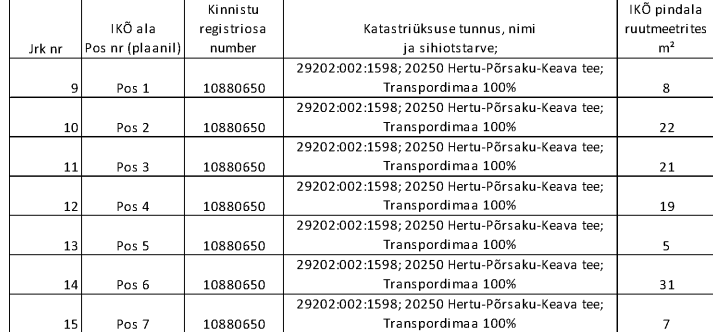 Jrk nr
IKÕ ala
Pos nr (plaanil)
Kinnistu
registriosa
number
Katastriüksuse tunnus, nimi
ja sihiotstarve;
IKÕ pindala
ruutmeetrites
m²
9 Pos 1 10880650 29202:002:1598; 20250 Hertu-Põrsaku-Keava tee;
Transpordimaa 100% 8
10 Pos 2 10880650 29202:002:1598; 20250 Hertu-Põrsaku-Keava tee;
Transpordimaa 100% 22
11 Pos 3 10880650 29202:002:1598; 20250 Hertu-Põrsaku-Keava tee;
Transpordimaa 100% 21
12 Pos 4 10880650 29202:002:1598; 20250 Hertu-Põrsaku-Keava tee;
Transpordimaa 100% 19
13 Pos 5 10880650 29202:002:1598; 20250 Hertu-Põrsaku-Keava tee;
Transpordimaa 100% 5
14 Pos 6 10880650 29202:002:1598; 20250 Hertu-Põrsaku-Keava tee;
Transpordimaa 100% 31
15 Pos 7 10880650 29202:002:1598; 20250 Hertu-Põrsaku-Keava tee;
Transpordimaa 100% 7